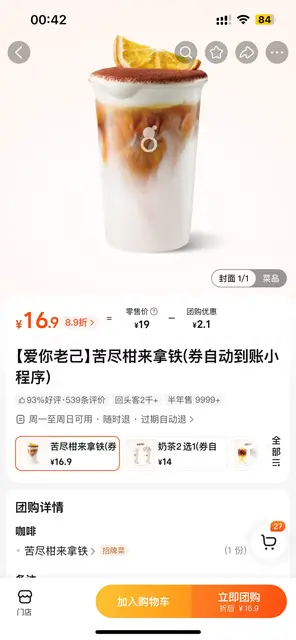 00:42
84
封面 1/1
菜品
¥16.9 8.9折 >
=
零售价
¥19
−
团购优惠
¥2.1
【爱你老己】苦尽柑来拿铁(券自动到账小
程序)
93%好评·539条评价
回头客2千+
半年售 9999+
周一至周日可用 · 随时退 · 过期自动退 >
苦尽柑来拿铁(券
¥16.9
奶茶2选1(券自
¥14
全部
团购详情
咖啡
· 苦尽柑来拿铁 > 招牌菜
(1 份)
27
门店
加入购物车
立即团购
折后 ¥16.9